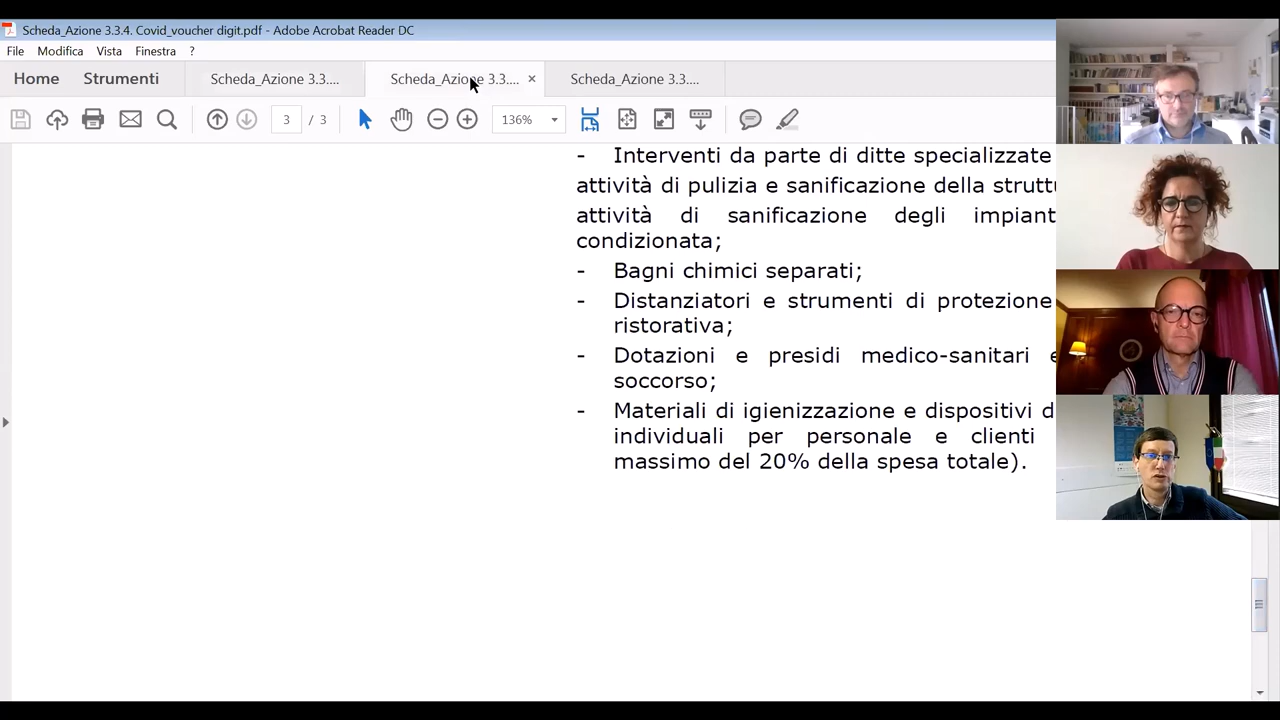 Scheda_Azione 3.3.4. Covid_voucher digit.pdf - Adobe Acrobat Reader DC
File Modifica Vista Finestra ?
Home Strumenti Scheda_Azione 3.3.... Scheda_Azione 3.3.... × Scheda_Azione 3.3....
3 / 3 136%
- Interventi da parte di ditte specializzate
attività di pulizia e sanificazione della
attività di sanificazione degli
condizionata;
- Bagni chimici separati;
- Distanziatori e strumenti di protezione
ristorativa;
- Dotazioni e presidi medico-sanitari
soccorso;
- Materiali di igienizzazione e dispositivi
individuali per personale e clienti
massimo del 20% della spesa totale).